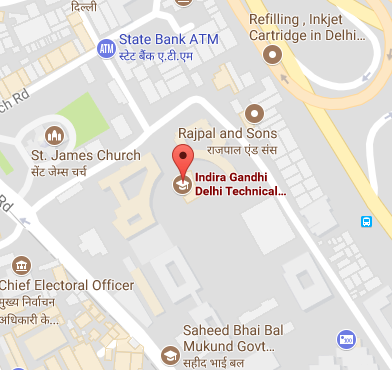 दिल्ली
State Bank ATM
ATM
स्टेट बैंक ए.टी.एम
Refilling , Inkjet
Cartridge in Delhi...
ch Rd
Rajpal and Sons
राजपाल एंड संस
St. James Church
सेंट जेम्स चर्च
Indira Gandhi
Delhi Technical...
Rd
Chief Electoral Officer
मुख्य निर्वाचन
अधिकारी के...
Saheed Bhai Bal
Mukund Govt...
सहीद भाई बल